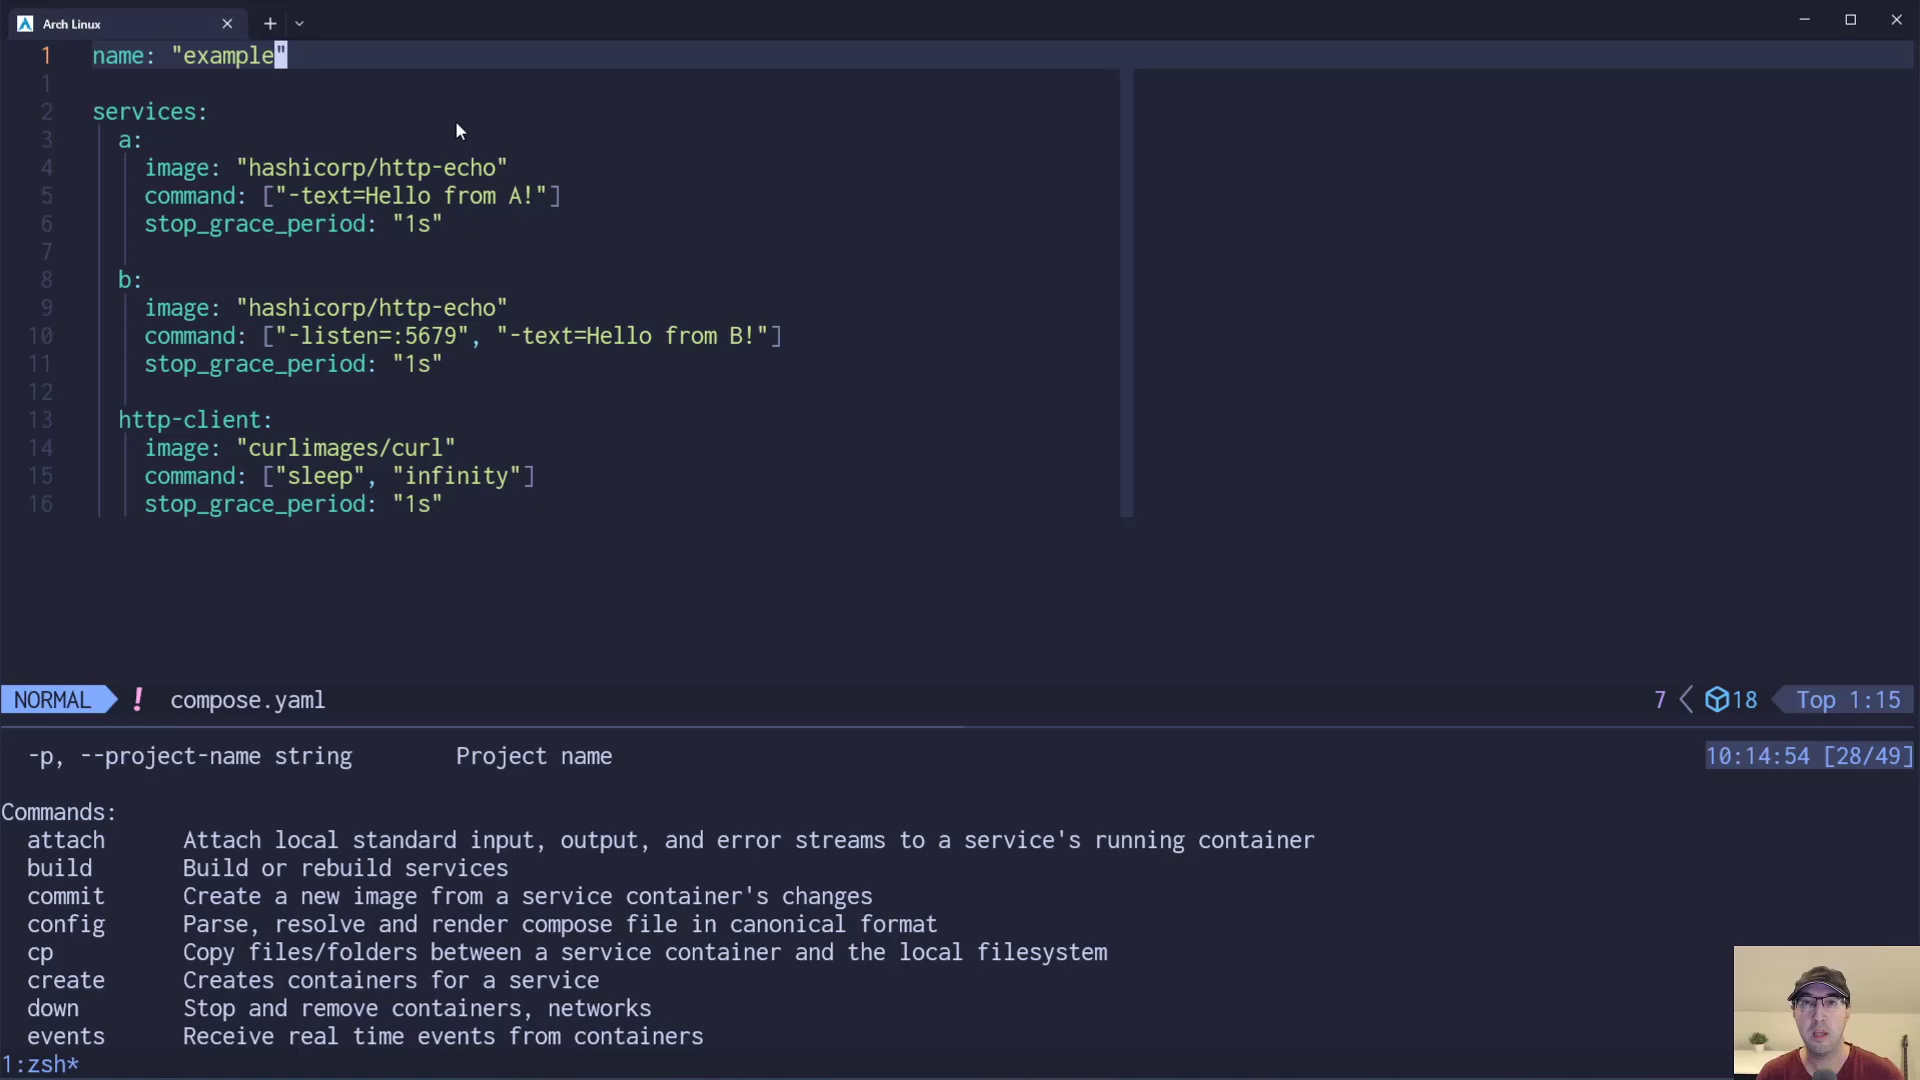 Arch Linux
1 name: "example"
1
2 services:
3 a:
4 image: "hashicorp/http-echo"
5 command: ["-text=Hello from A!"]
6 stop_grace_period: "1s"
7
8 b:
9 image: "hashicorp/http-echo"
10 command: ["-listen=:5679", "-text=Hello from B!"]
11 stop_grace_period: "1s"
12
13 http-client:
14 image: "curlimages/curl"
15 command: ["sleep", "infinity"]
16 stop_grace_period: "1s"
NORMAL ! compose.yaml 7 18 Top 1:15
-p, --project-name string Project name 10:14:54 [28/49]
Commands:
attach Attach local standard input, output, and error streams to a service's running container
build Build or rebuild services
commit Create a new image from a service container's changes
config Parse, resolve and render compose file in canonical format
cp Copy files/folders between a service container and the local filesystem
create Creates containers for a service
down Stop and remove containers, networks
events Receive real time events from containers
1:zsh*